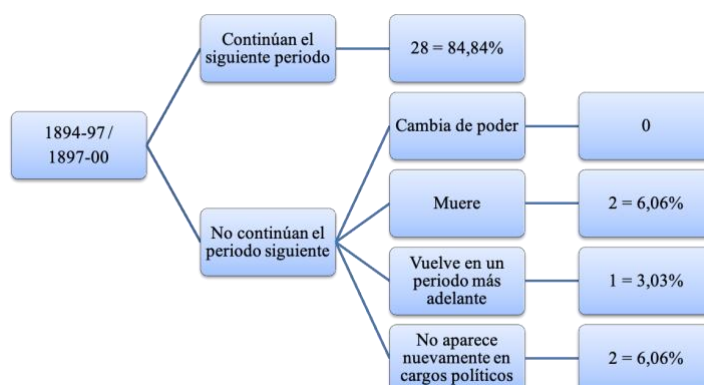 Continúan el
siguiente periodo
28 = 84,84%
1894-97 /
1897-00
Cambia de poder
0
No continúan el
periodo siguiente
Muere
2 = 6,06%
Vuelve en un
periodo más
adelante
1 = 3,03%
No aparece
nuevamente en
cargos políticos
2 = 6,06%